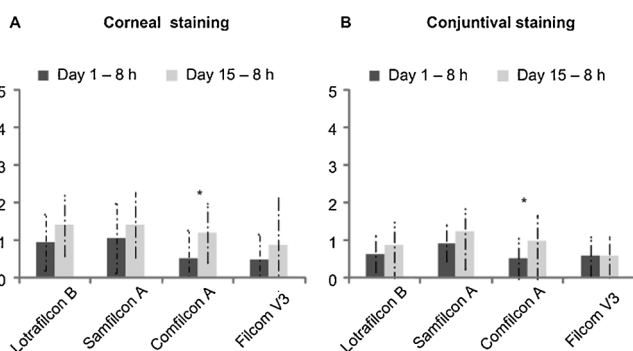 A Corneal staining
Day 1 – 8 h Day 15 – 8 h
5
4
3
2
1
0
*
Lotrafilcon B
Samfilcon A
Comfilcon A
Filcom V3
B Conjuntival staining
Day 1 – 8 h Day 15 – 8 h
5
4
3
2
1
0
*
Lotrafilcon B
Samfilcon A
Comfilcon A
Filcom V3